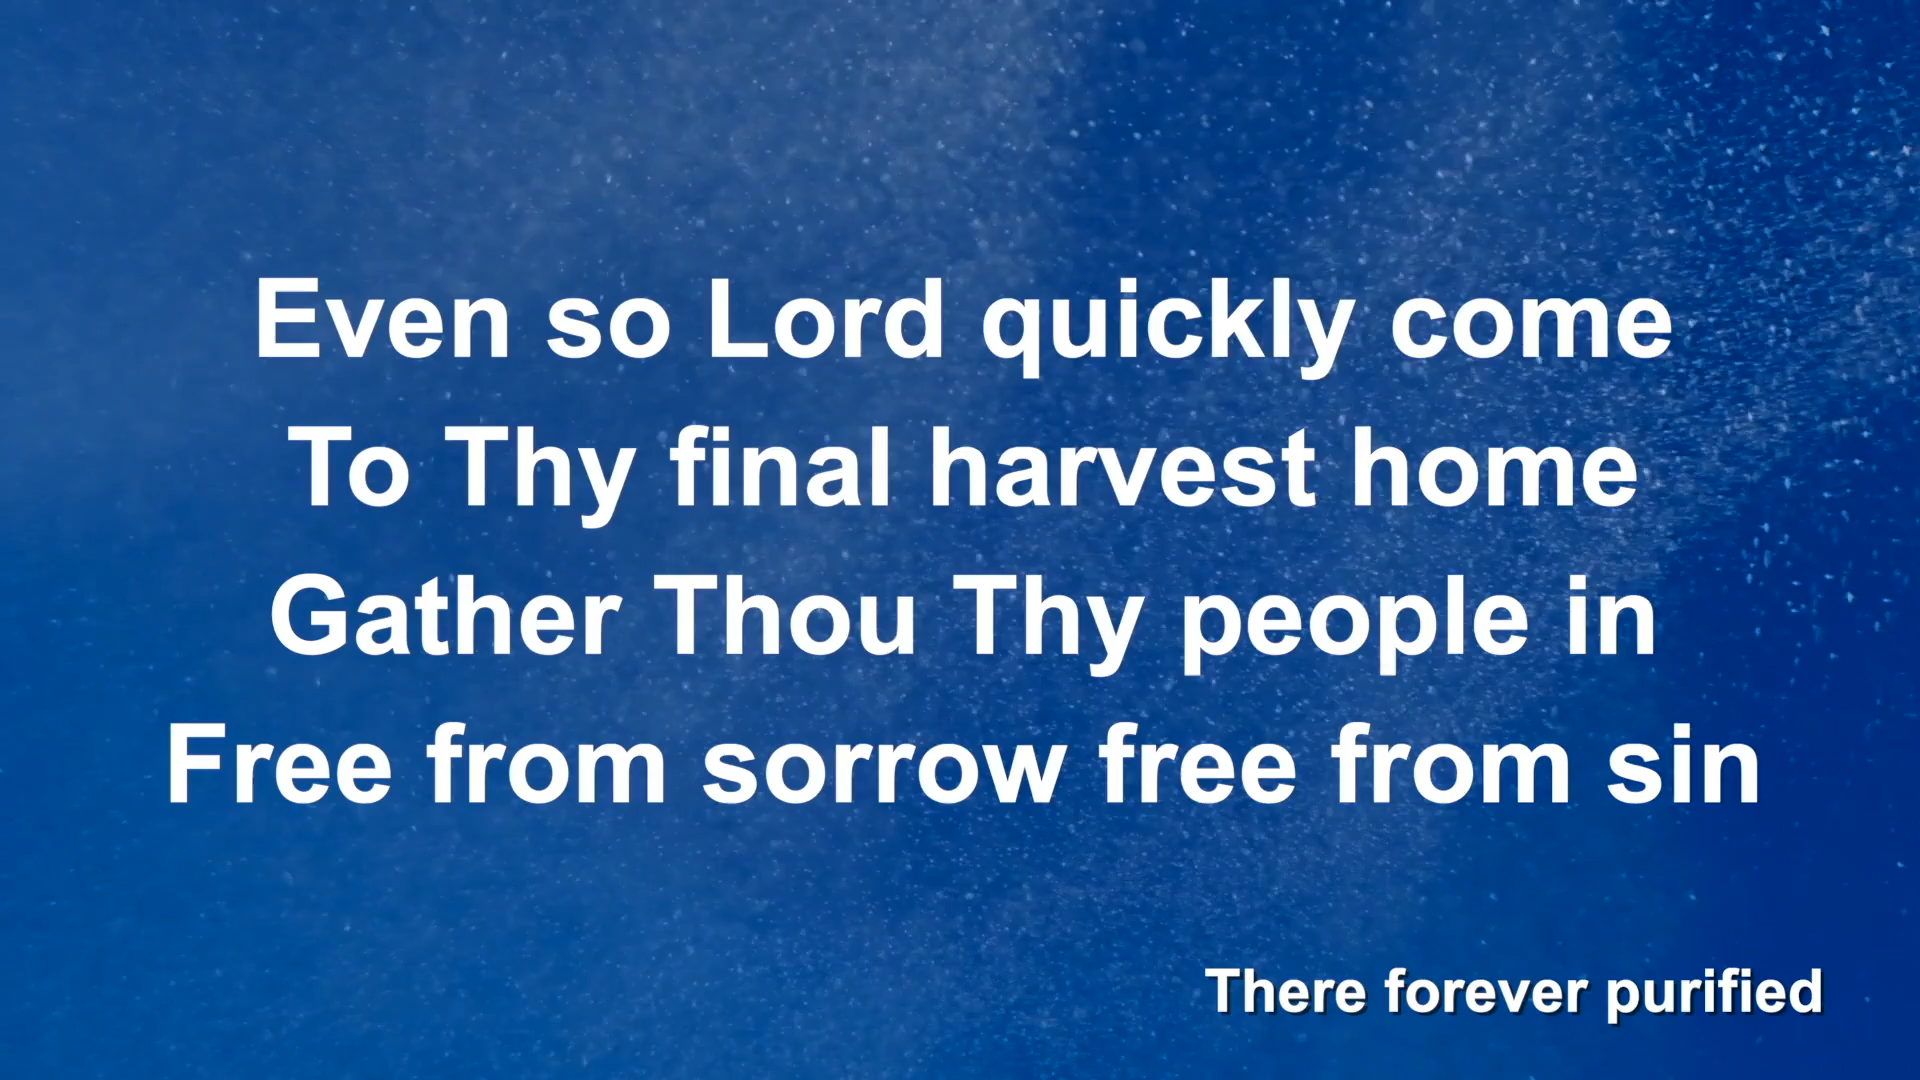 Even so Lord quickly come
To Thy final harvest home
Gather Thou Thy people in
Free from sorrow free from sin
There forever purified